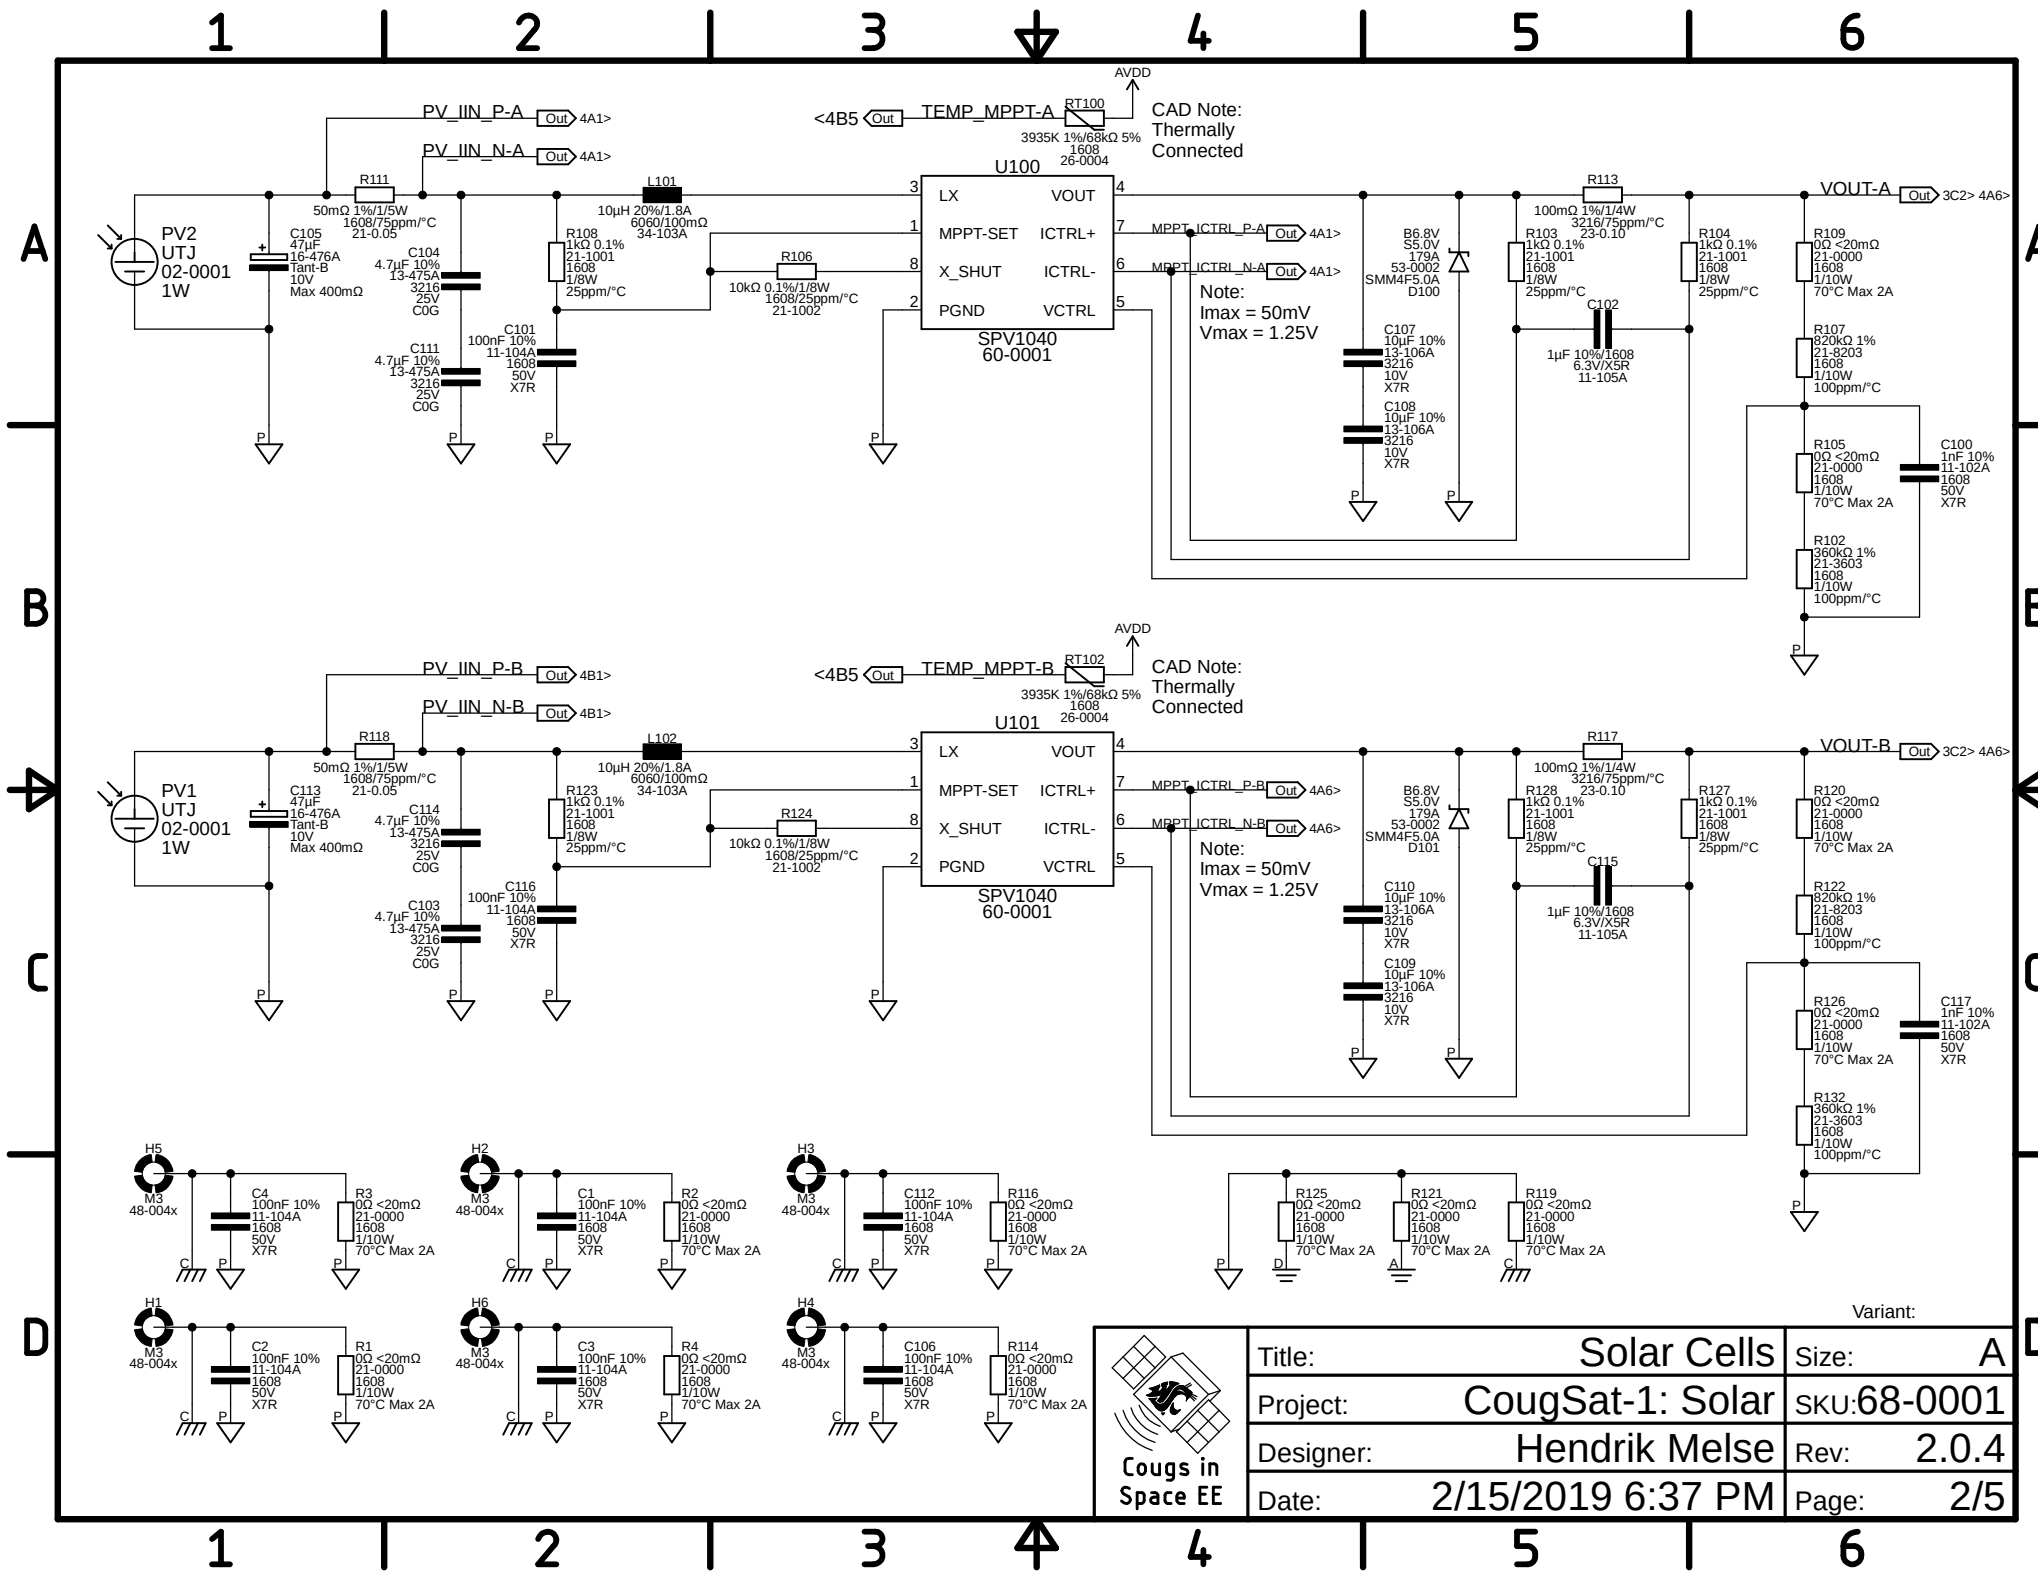 1 2 3 4 5 6
A
B
C
D
A
B
C
D
PV_IIN_P-A Out 4A1>
PV_IIN_N-A Out 4A1>
<4B5 Out TEMP_MPPT-A
RT100
3935K 1%/68kΩ 5%
1608
26-0004
AVDD
CAD Note:
Thermally
Connected
PV2
UTJ
02-0001
1W
C105
47µF
16-476A
Tant-B
10V
Max 400mΩ
R111
50mΩ 1%/1/5W
1608/75ppm/°C
21-0.05
C104
4.7µF 10%
13-475A
3216
25V
C0G
C111
4.7µF 10%
13-475A
3216
25V
C0G
R108
1kΩ 0.1%
21-1001
1608
1/8W
25ppm/°C
C101
100nF 10%
11-104A
1608
50V
X7R
L101
10µH 20%/1.8A
6060/100mΩ
34-103A
R106
10kΩ 0.1%/1/8W
1608/25ppm/°C
21-1002
U100
3 LX VOUT 4
1 MPPT-SET ICTRL+ 7
8 X_SHUT ICTRL- 6
2 PGND VCTRL 5
SPV1040
60-0001
MPPT_ICTRL_P-A Out 4A1>
MPPT_ICTRL_N-A Out 4A1>
Note:
Imax = 50mV
Vmax = 1.25V
B6.8V
S5.0V
179A
53-0002
SMM4F5.0A
D100
C107
10µF 10%
13-106A
3216
10V
X7R
C108
10µF 10%
13-106A
3216
10V
X7R
R113
100mΩ 1%/1/4W
3216/75ppm/°C
23-0.10
R103
1kΩ 0.1%
21-1001
1608
1/8W
25ppm/°C
R104
1kΩ 0.1%
21-1001
1608
1/8W
25ppm/°C
C102
1µF 10%/1608
6.3V/X5R
11-105A
VOUT-A Out 3C2> 4A6>
R109
0Ω <20mΩ
21-0000
1608
1/10W
70°C Max 2A
R107
820kΩ 1%
21-8203
1608
1/10W
100ppm/°C
R105
0Ω <20mΩ
21-0000
1608
1/10W
70°C Max 2A
C100
1nF 10%
11-102A
1608
50V
X7R
R102
360kΩ 1%
21-3603
1608
1/10W
100ppm/°C
P P P P P P P
PV_IIN_P-B Out 4B1>
PV_IIN_N-B Out 4B1>
<4B5 Out TEMP_MPPT-B
RT102
3935K 1%/68kΩ 5%
1608
26-0004
AVDD
CAD Note:
Thermally
Connected
PV1
UTJ
02-0001
1W
C113
47µF
16-476A
Tant-B
10V
Max 400mΩ
R118
50mΩ 1%/1/5W
1608/75ppm/°C
21-0.05
C114
4.7µF 10%
13-475A
3216
25V
C0G
C103
4.7µF 10%
13-475A
3216
25V
C0G
R123
1kΩ 0.1%
21-1001
1608
1/8W
25ppm/°C
C116
100nF 10%
11-104A
1608
50V
X7R
L102
10µH 20%/1.8A
6060/100mΩ
34-103A
R124
10kΩ 0.1%/1/8W
1608/25ppm/°C
21-1002
U101
3 LX VOUT 4
1 MPPT-SET ICTRL+ 7
8 X_SHUT ICTRL- 6
2 PGND VCTRL 5
SPV1040
60-0001
MPPT_ICTRL_P-B Out 4A6>
MPPT_ICTRL_N-B Out 4A6>
Note:
Imax = 50mV
Vmax = 1.25V
B6.8V
S5.0V
179A
53-0002
SMM4F5.0A
D101
C110
10µF 10%
13-106A
3216
10V
X7R
C109
10µF 10%
13-106A
3216
10V
X7R
R117
100mΩ 1%/1/4W
3216/75ppm/°C
23-0.10
R128
1kΩ 0.1%
21-1001
1608
1/8W
25ppm/°C
R127
1kΩ 0.1%
21-1001
1608
1/8W
25ppm/°C
C115
1µF 10%/1608
6.3V/X5R
11-105A
VOUT-B Out 3C2> 4A6>
R120
0Ω <20mΩ
21-0000
1608
1/10W
70°C Max 2A
R122
820kΩ 1%
21-8203
1608
1/10W
100ppm/°C
R126
0Ω <20mΩ
21-0000
1608
1/10W
70°C Max 2A
C117
1nF 10%
11-102A
1608
50V
X7R
R132
360kΩ 1%
21-3603
1608
1/10W
100ppm/°C
P P P P P P P
H5
M3
48-004x
C4
100nF 10%
11-104A
1608
50V
X7R
R3
0Ω <20mΩ
21-0000
1608
1/10W
70°C Max 2A
C P P
H2
M3
48-004x
C1
100nF 10%
11-104A
1608
50V
X7R
R2
0Ω <20mΩ
21-0000
1608
1/10W
70°C Max 2A
C P P
H3
M3
48-004x
C112
100nF 10%
11-104A
1608
50V
X7R
R116
0Ω <20mΩ
21-0000
1608
1/10W
70°C Max 2A
C P P
R125
0Ω <20mΩ
21-0000
1608
1/10W
70°C Max 2A
R121
0Ω <20mΩ
21-0000
1608
1/10W
70°C Max 2A
R119
0Ω <20mΩ
21-0000
1608
1/10W
70°C Max 2A
P D A C
H1
M3
48-004x
C2
100nF 10%
11-104A
1608
50V
X7R
R1
0Ω <20mΩ
21-0000
1608
1/10W
70°C Max 2A
C P P
H6
M3
48-004x
C3
100nF 10%
11-104A
1608
50V
X7R
R4
0Ω <20mΩ
21-0000
1608
1/10W
70°C Max 2A
C P P
H4
M3
48-004x
C106
100nF 10%
11-104A
1608
50V
X7R
R114
0Ω <20mΩ
21-0000
1608
1/10W
70°C Max 2A
C P P
Variant:
Cougs in
Space EE
Title: Solar Cells Size: A
Project: CougSat-1: Solar SKU: 68-0001
Designer: Hendrik Melse Rev: 2.0.4
Date: 2/15/2019 6:37 PM Page: 2/5
1 2 3 4 5 6